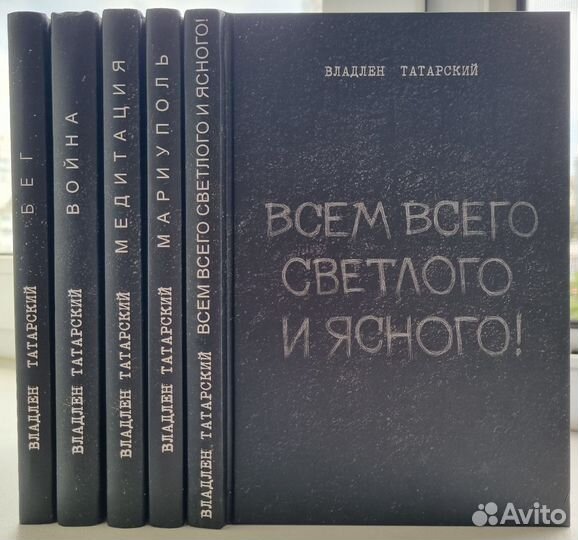 ВЛАДЛЕН ТАТАРСКИЙ БЕГ
ВЛАДЛЕН ТАТАРСКИЙ ВОЙНА
ВЛАДЛЕН ТАТАРСКИЙ МЕДИТАЦИЯ
ВЛАДЛЕН ТАТАРСКИЙ МАРИУПОЛЬ
ВЛАДЛЕН ТАТАРСКИЙ ВСЕМ ВСЕГО СВЕТЛОГО И ЯСНОГО!
ВЛАДЛЕН ТАТАРСКИЙ
ВСЕМ ВСЕГО
СВЕТЛОГО
И ЯСНОГО!
Avito